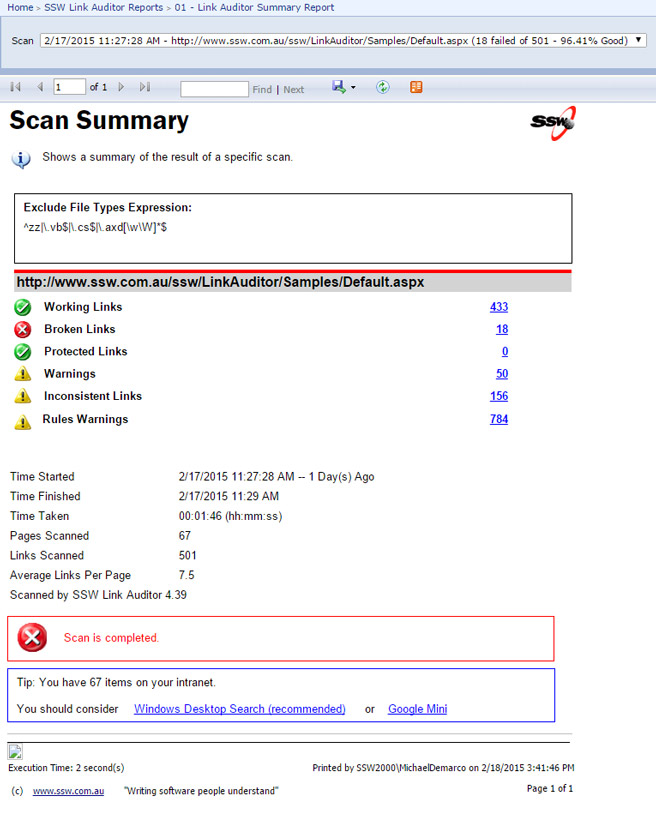 Home > SSW Link Auditor Reports > 01 - Link Auditor Summary Report
Scan 2/17/2015 11:27:28 AM - http://www.ssw.com.au/ssw/LinkAuditor/Samples/Default.aspx (18 failed of 501 - 96.41% Good)
1 of 1 Find | Next
Scan Summary
SSW
Shows a summary of the result of a specific scan.
Exclude File Types Expression:
^zz|\.vb$|\.cs$|\.axd[\w\W]*$
http://www.ssw.com.au/ssw/LinkAuditor/Samples/Default.aspx
Working Links 433
Broken Links 18
Protected Links 0
Warnings 50
Inconsistent Links 156
Rules Warnings 784
Time Started 2/17/2015 11:27:28 AM -- 1 Day(s) Ago
Time Finished 2/17/2015 11:29 AM
Time Taken 00:01:46 (hh:mm:ss)
Pages Scanned 67
Links Scanned 501
Average Links Per Page 7.5
Scanned by SSW Link Auditor 4.39
Scan is completed.
Tip: You have 67 items on your intranet.
You should consider Windows Desktop Search (recommended) or Google Mini
Execution Time: 2 second(s) Printed by SSW2000\MichaelDemarco on 2/18/2015 3:41:46 PM
(c) www.ssw.com.au "Writing software people understand" Page 1 of 1